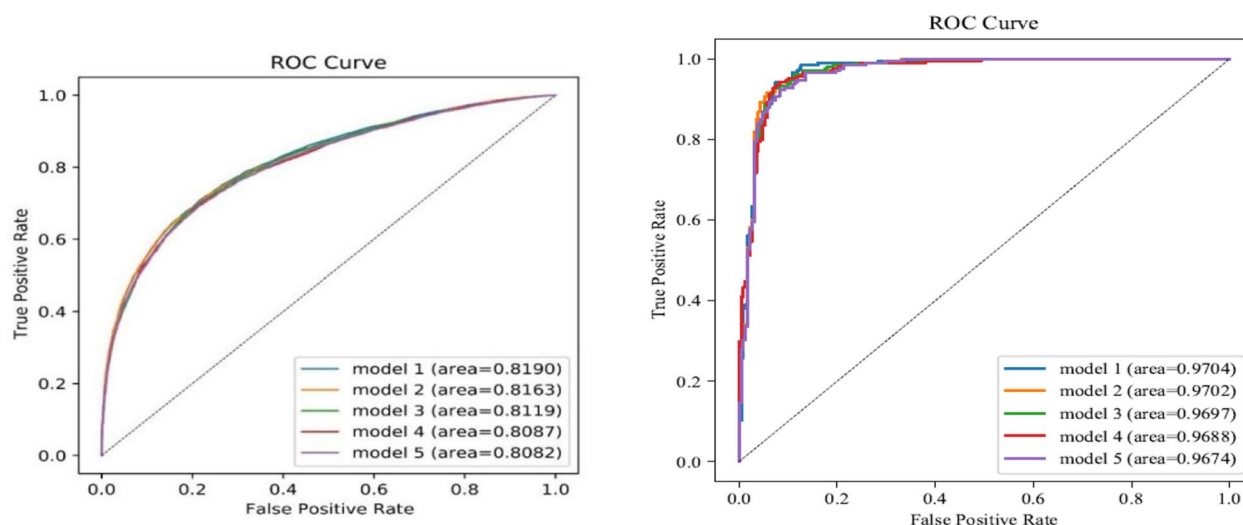 ROC Curve
True Positive Rate
1.0
0.8
0.6
0.4
0.2
0.0
model 1 (area=0.8190)
model 2 (area=0.8163)
model 3 (area=0.8119)
model 4 (area=0.8087)
model 5 (area=0.8082)
0.0 0.2 0.4 0.6 0.8 1.0
False Positive Rate
ROC Curve
True Positive Rate
1.0
0.8
0.6
0.4
0.2
0.0
model 1 (area=0.9704)
model 2 (area=0.9702)
model 3 (area=0.9697)
model 4 (area=0.9688)
model 5 (area=0.9674)
0.0 0.2 0.4 0.6 0.8 1.0
False Positive Rate